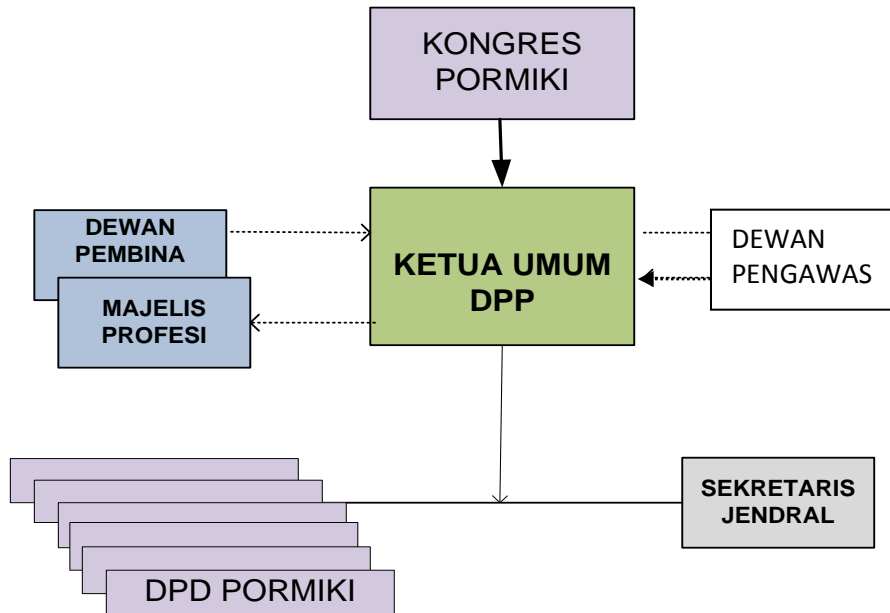 KONGRES
PORMIKI
DEWAN
PEMBINA
MAJELIS
PROFESI
KETUA UMUM
DPP
DEWAN
PENGAWAS
SEKRETARIS
JENDRAL
DPD PORMIKI